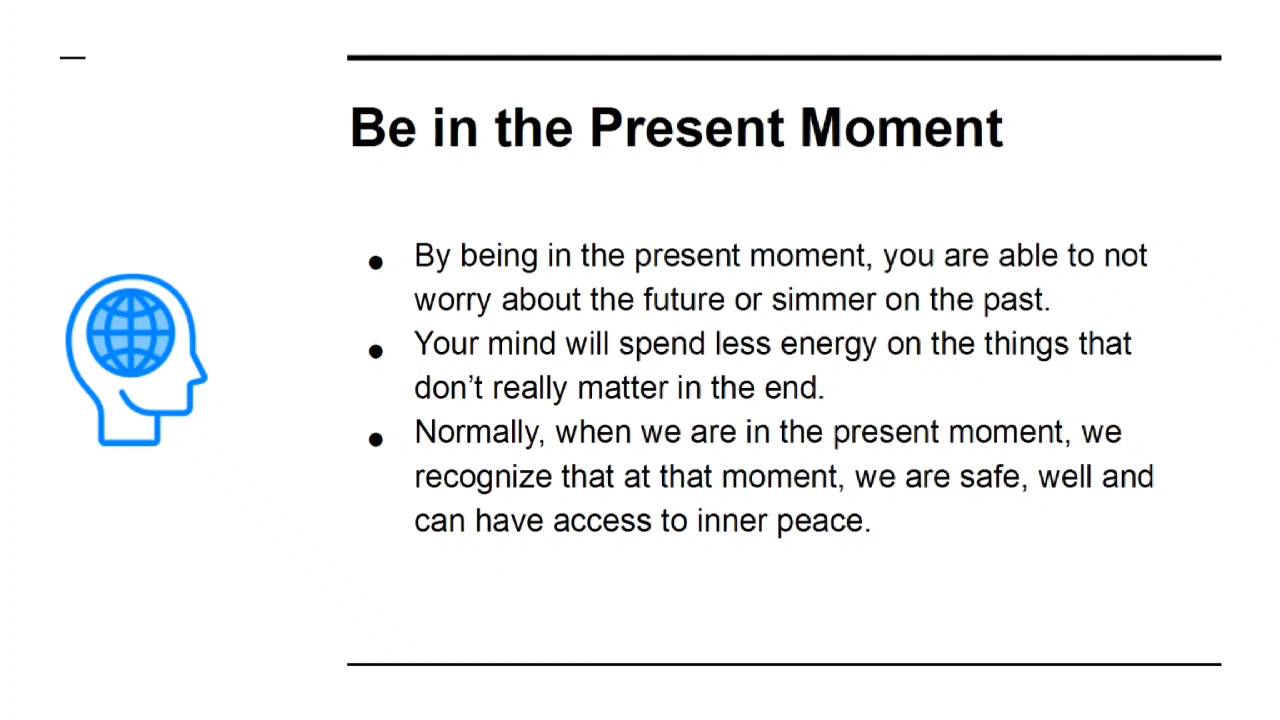 Be in the Present Moment
● By being in the present moment, you are able to not
worry about the future or simmer on the past.
● Your mind will spend less energy on the things that
don’t really matter in the end.
● Normally, when we are in the present moment, we
recognize that at that moment, we are safe, well and
can have access to inner peace.